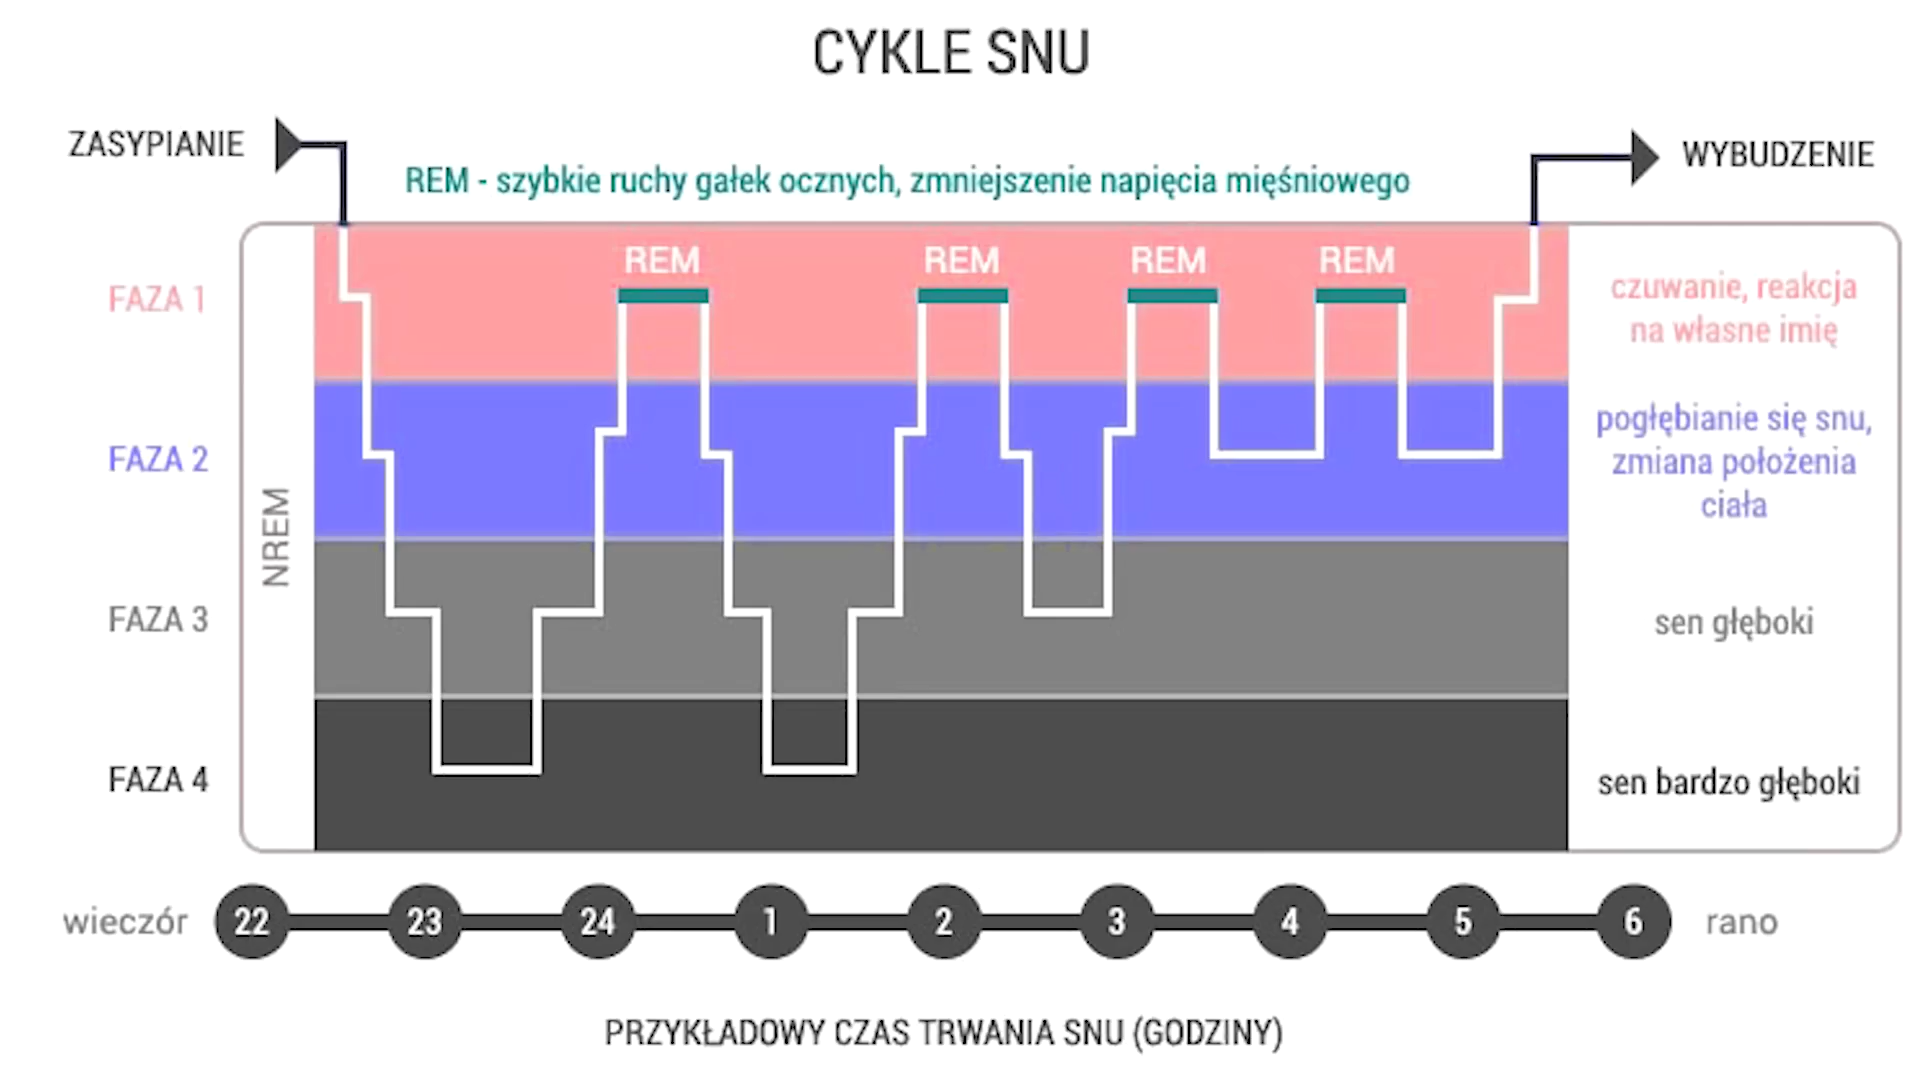 CYKLE SNU
ZASYPIANIE
WYBUDZENIE
REM - szybkie ruchy gałek ocznych, zmniejszenie napięcia mięśniowego
REM
REM
REM
REM
FAZA 1
czuwanie, reakcja
na własne imię
FAZA 2
pogłębianie się snu,
zmiana położenia
ciała
NREM
FAZA 3
sen głęboki
FAZA 4
sen bardzo głęboki
wieczór 22 23 24 1 2 3 4 5 6 rano
PRZYKŁADOWY CZAS TRWANIA SNU (GODZINY)